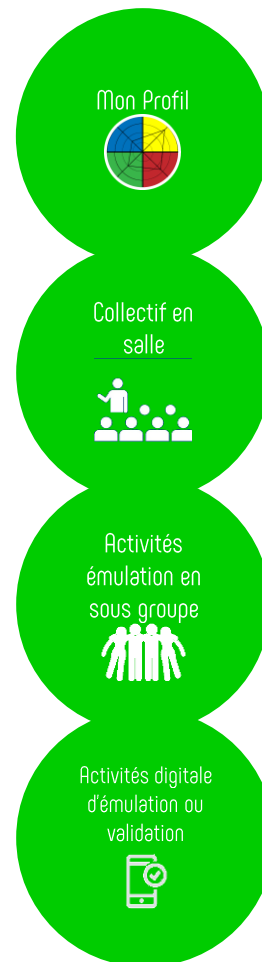 Mon Profil
Collectif en
salle
Activités
émulation en
sous groupe
Activités digitale
d'émulation ou
validation